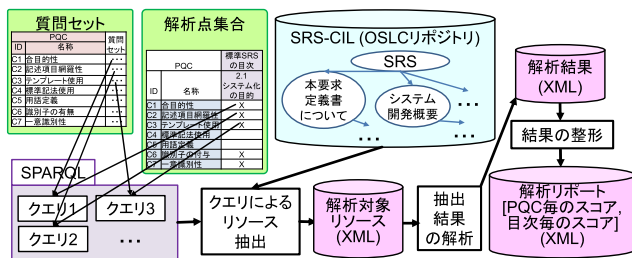 質問セット
PQC
質問
セット
ID
名称
C1 合目的性 ・・・
C2 記述項目網羅性 ・・・
C3 テンプレート使用 ・・・
C4 標準記法使用
C5 用語定義
C6 識別子の有無
C7 一意識別性
解析点集合
PQC
標準SRS
の目次
2.1
システム化
の目的
ID
名称
C1 合目的性 X
C2 記述項目網羅性 X
C3 テンプレート使用 X
C4 標準記法使用
C5 用語定義
C6 識別子の付与 X
C7 一意識別性 X
SRS-CIL (OSLCリポジトリ)
SRS
本要求
定義書
について
システム
開発概要
・・・
・・・
・・・
解析結果
(XML)
結果の整形
解析リポート
[PQC毎のスコア,
目次毎のスコア]
(XML)
SPARQL
クエリ1
クエリ3
クエリ2
・・・
クエリによる
リソース
抽出
解析対象
リソース
(XML)
抽出
結果
の解析